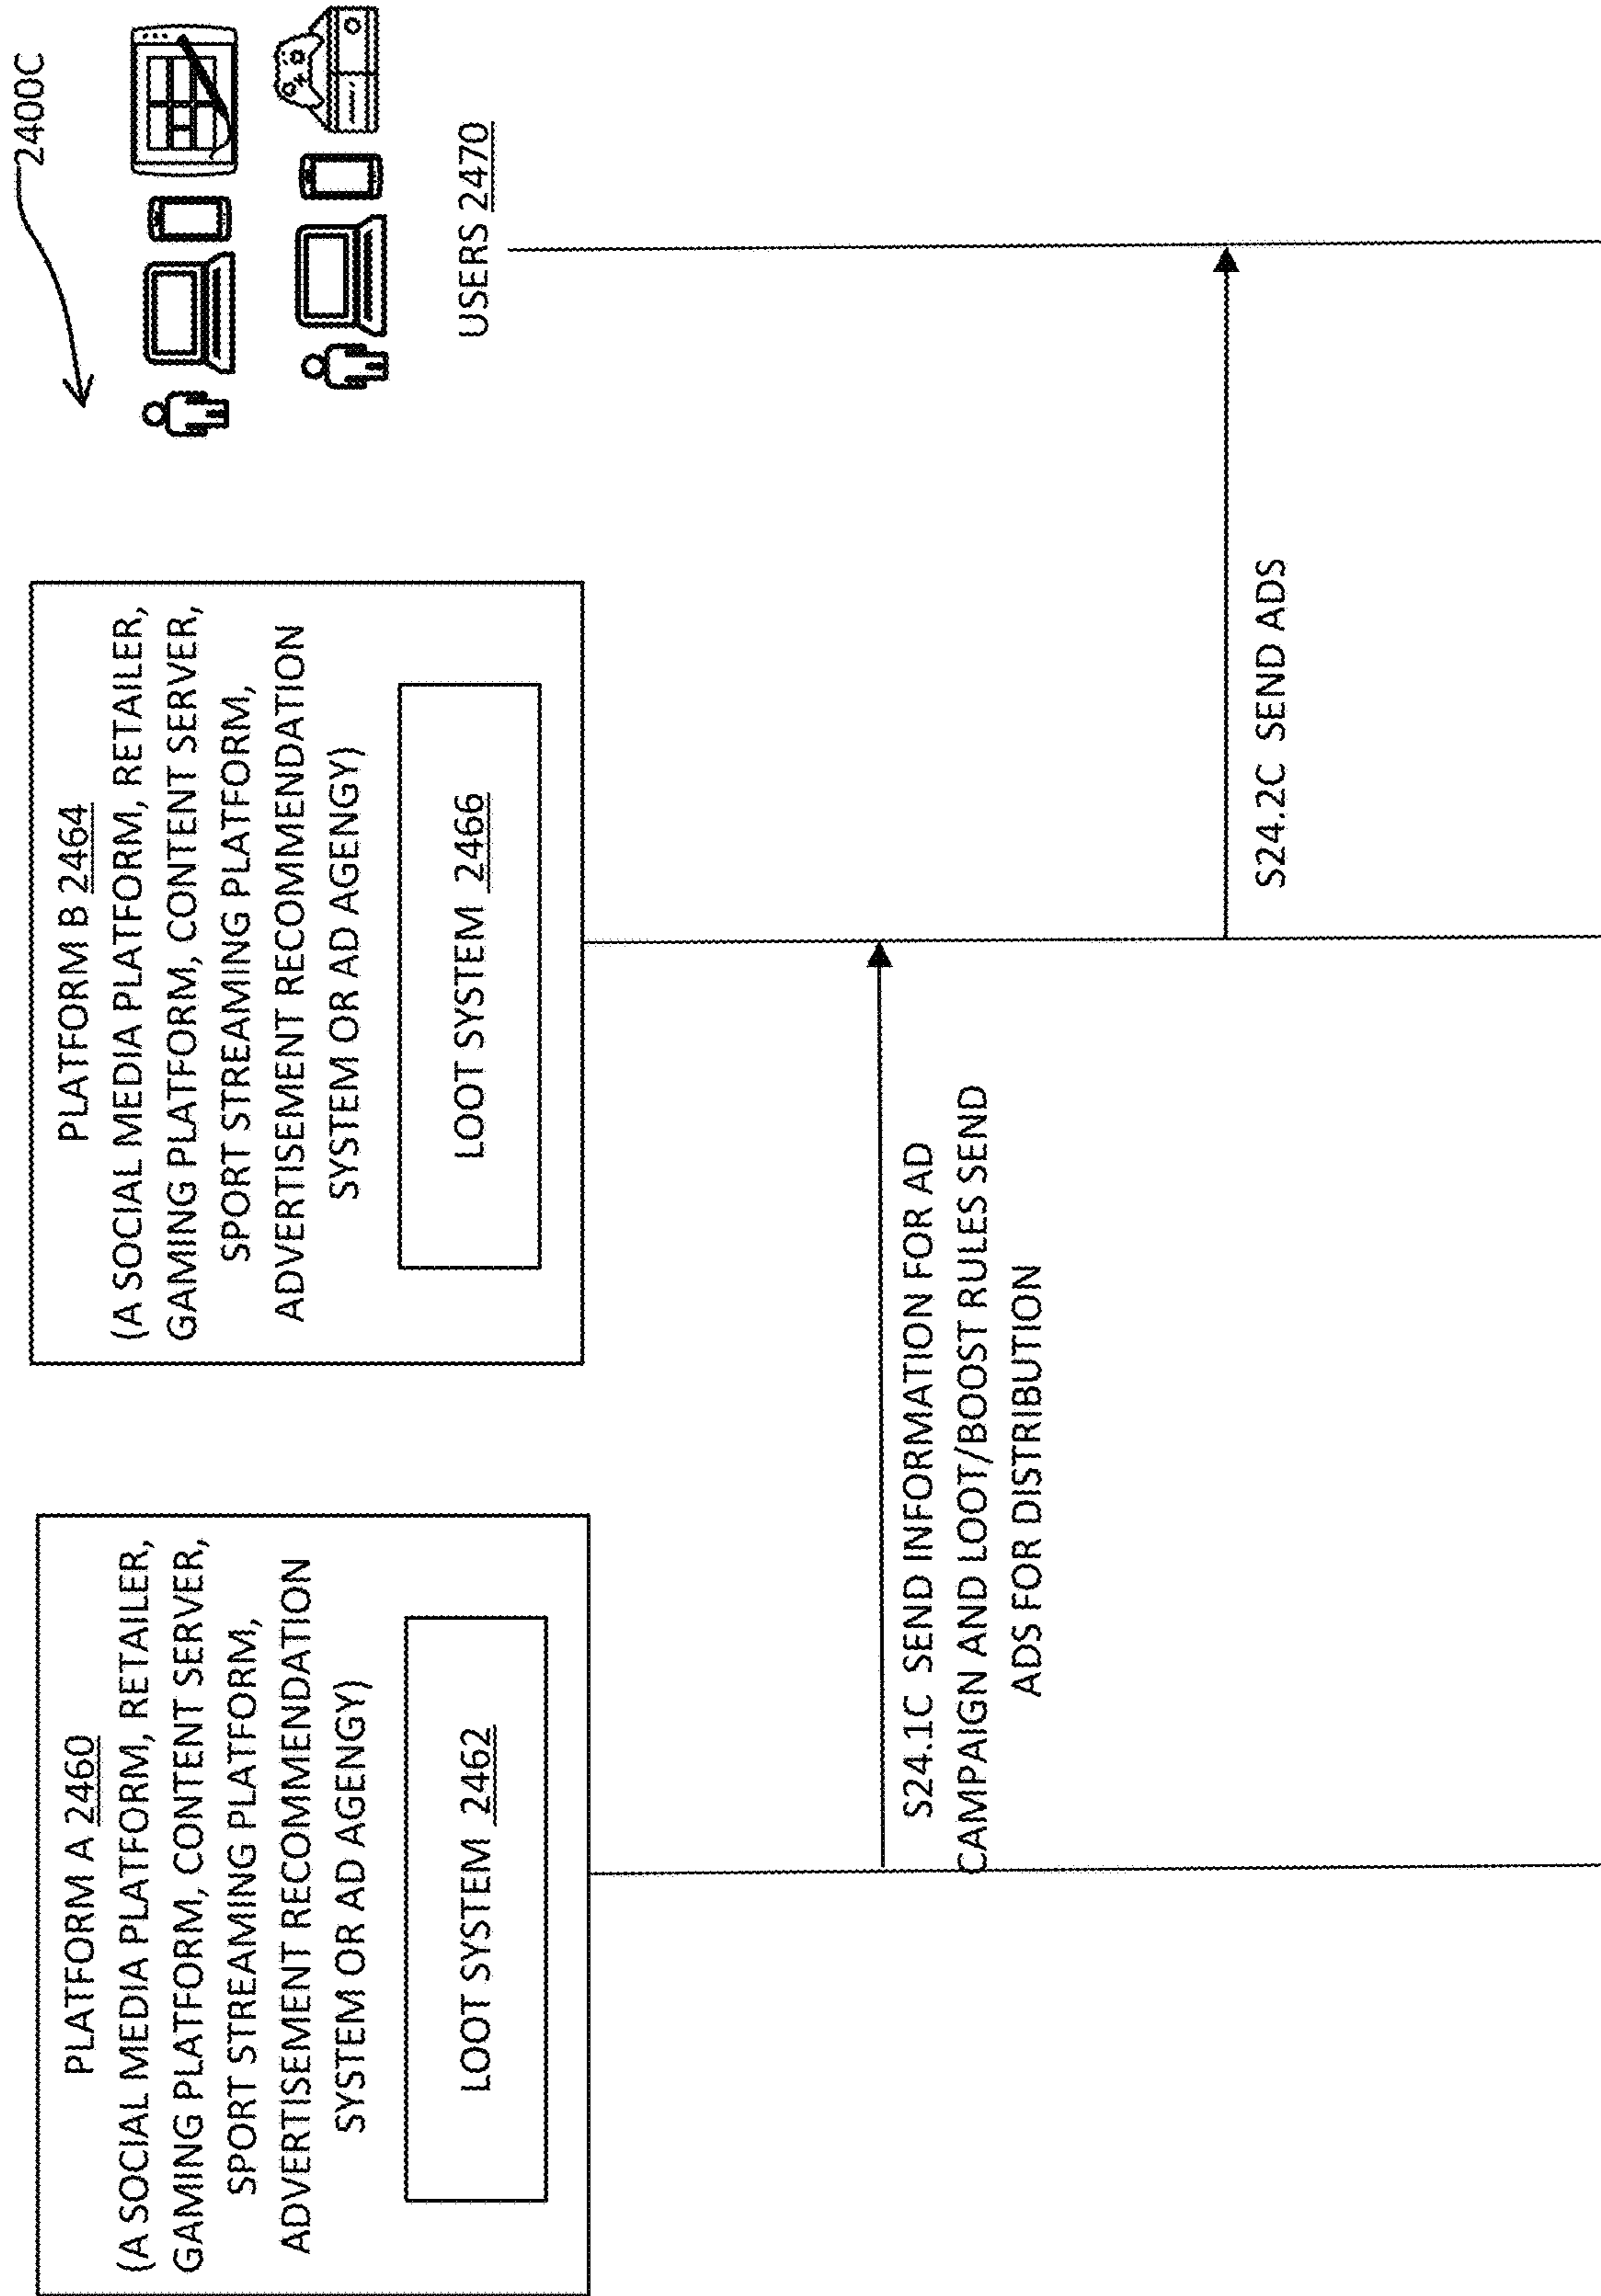 2400C
PLATFORM A 2460
(A SOCIAL MEDIA PLATFORM, RETAILER,
GAMING PLATFORM, CONTENT SERVER,
SPORT STREAMING PLATFORM,
ADVERTISEMENT RECOMMENDATION
SYSTEM OR AD AGENGY)
LOOT SYSTEM 2462
PLATFORM B 2464
(A SOCIAL MEDIA PLATFORM, RETAILER,
GAMING PLATFORM, CONTENT SERVER,
SPORT STREAMING PLATFORM,
ADVERTISEMENT RECOMMENDATION
SYSTEM OR AD AGENGY)
LOOT SYSTEM 2466
USERS 2470
S24.1C SEND INFORMATION FOR AD
CAMPAIGN AND LOOT/BOOST RULES SEND
ADS FOR DISTRIBUTION
S24.2C SEND ADS